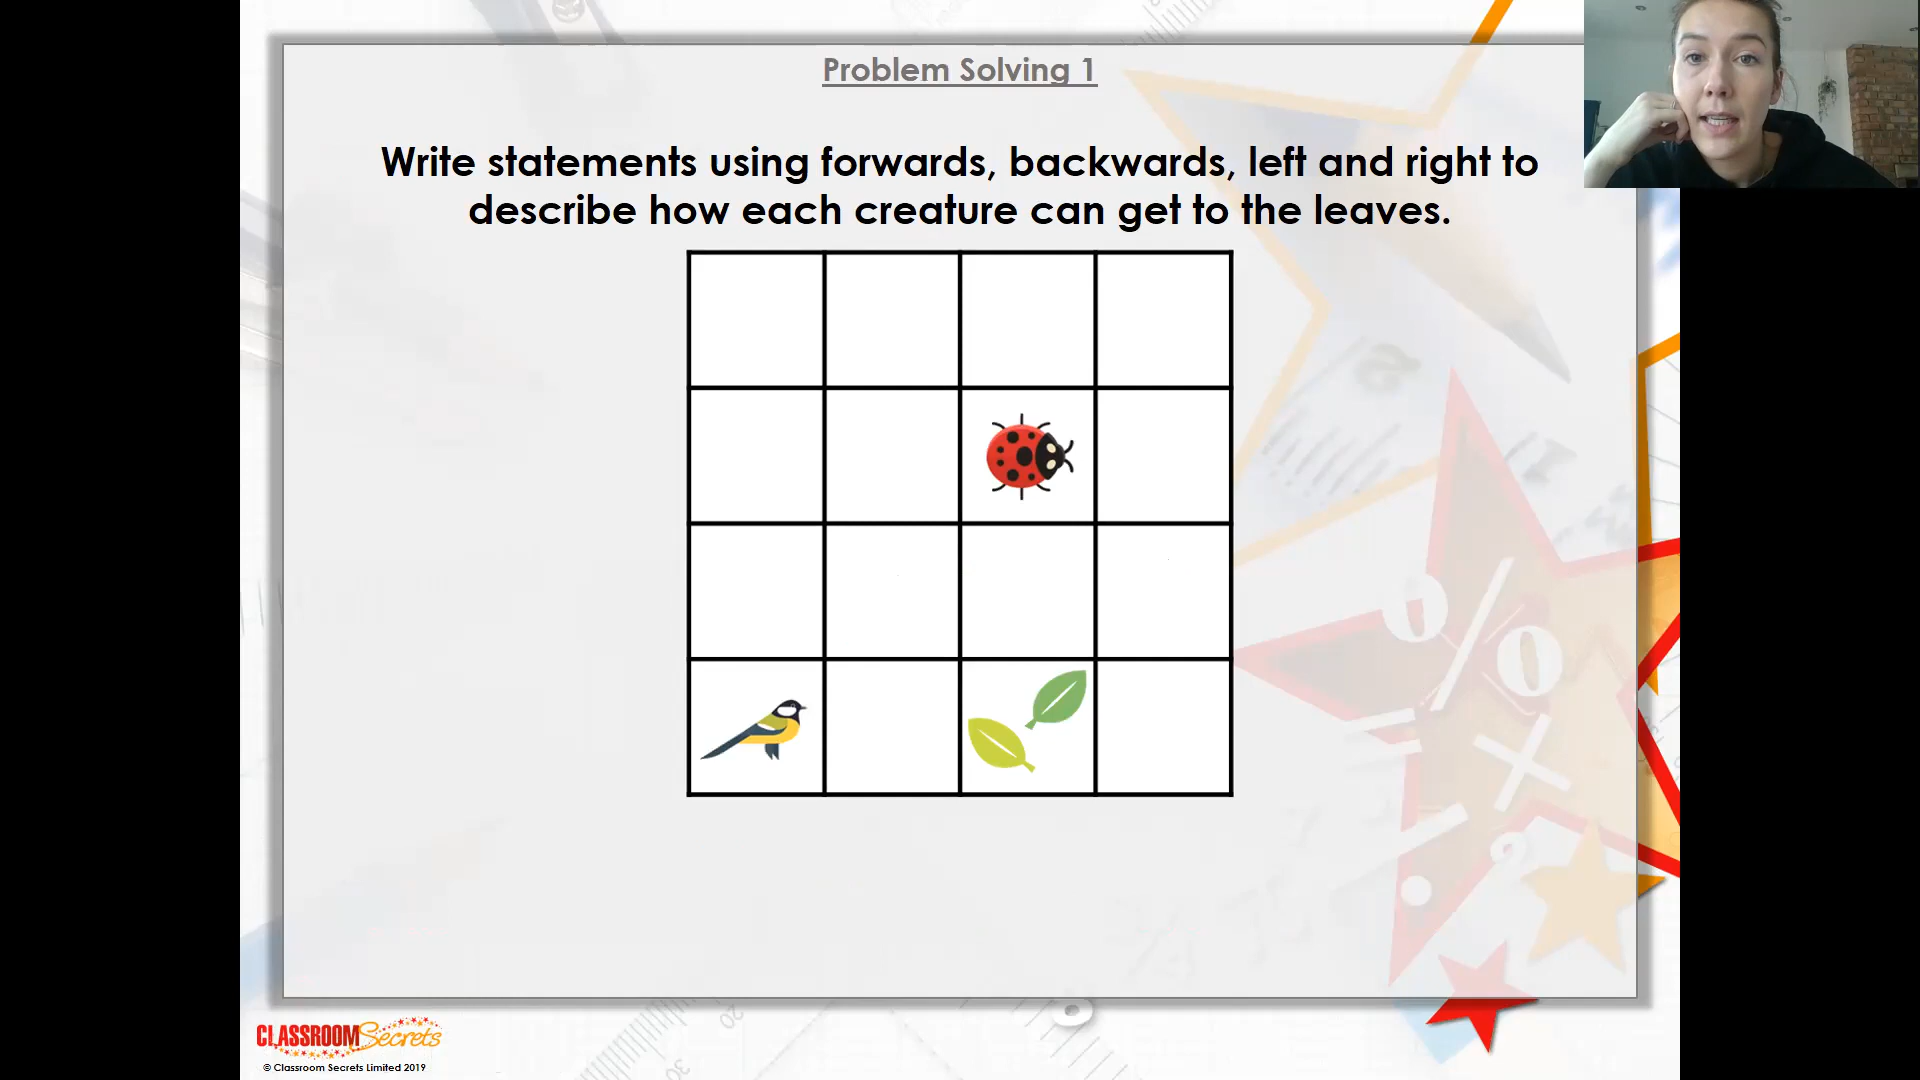 Problem Solving 1
Write statements using forwards, backwards, left and right to
describe how each creature can get to the leaves.
CLASSROOM Secrets
© Classroom Secrets Limited 2019